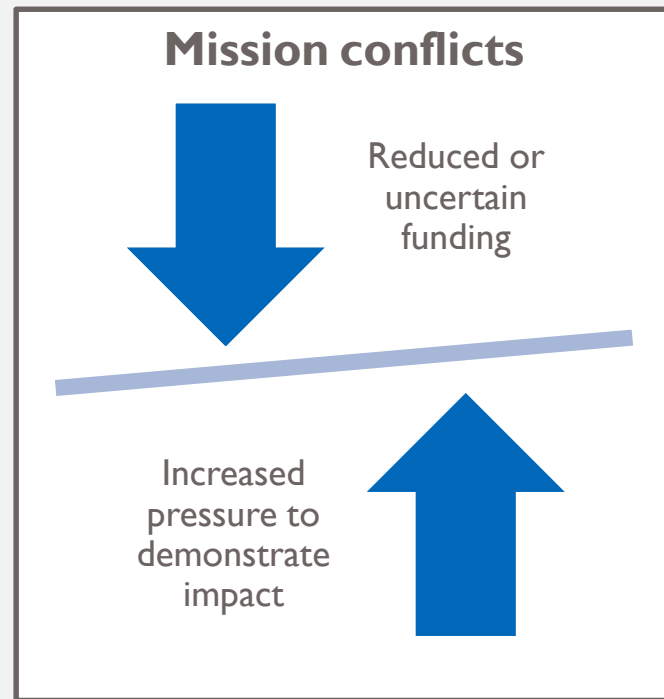 Mission conflicts
Reduced or
uncertain
funding
Increased
pressure to
demonstrate
impact